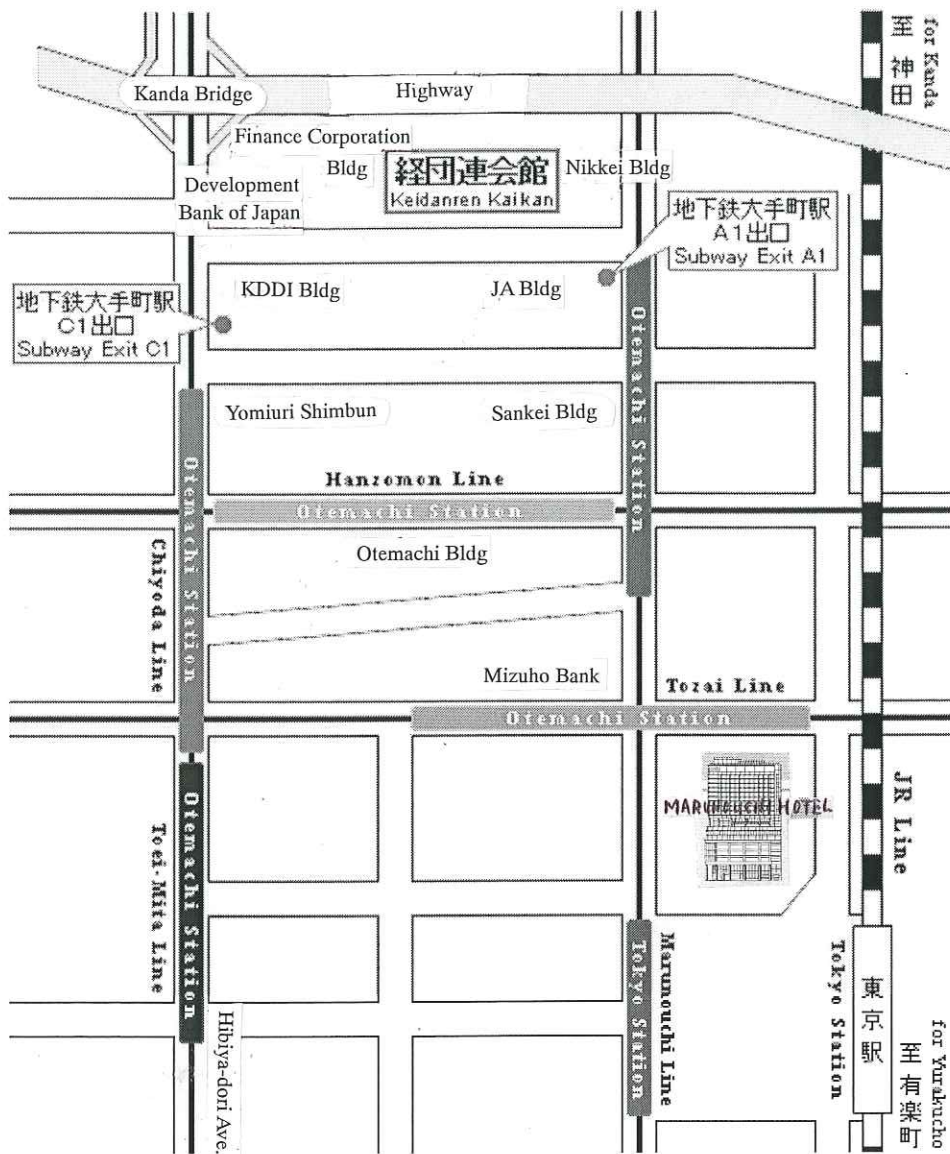 for Kanda
至神田
Kanda Bridge
Highway
Finance Corporation
Bldg
経団連会館
Keidanren Kaikan
Nikkei Bldg
Development
Bank of Japan
地下鉄大手町駅
A1出口
Subway Exit A1
KDDI Bldg
JA Bldg
地下鉄大手町駅
C1出口
Subway Exit C1
Otemachi Station
Yomiuri Shimbun
Sankei Bldg
Hanzomon Line
Otemachi Station
Otemachi Station
Chiyoda Line
Otemachi Bldg
Mizuho Bank
Tozai Line
Otemachi Station
MARUNOUCHI HOTEL
JR Line
Otemachi Station
Toei-Mita Line
Hibiya-dori Ave.
Tokyo Station
Marunouchi Line
Tokyo Station
東京駅
for Yurakucho
至有楽町